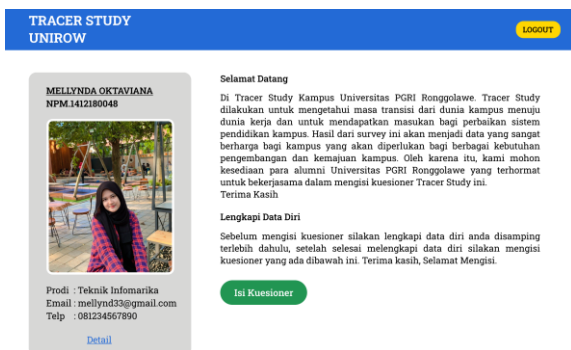 TRACER STUDY
UNIROW
LOGOUT
MELLYNDA OKTAVIANA
NPM.1412180048
Prodi : Teknik Infomarika
Email : mellynd33@gmail.com
Telp : 081234567890
Detail
Selamat Datang
Di Tracer Study Kampus Universitas PGRI Ronggolawe. Tracer Study
dilakukan untuk mengetahui masa transisi dari dunia kampus menuju
dunia kerja dan untuk mendapatkan masukan bagi perbaikan sistem
pendidikan kampus. Hasil dari survey ini akan menjadi data yang sangat
berharga bagi kampus yang akan diperlukan bagi berbagai kebutuhan
pengembangan dan kemajuan kampus. Oleh karena itu, kami mohon
kesediaan para alumni Universitas PGRI Ronggolawe yang terhormat
untuk bekerjasama dalam mengisi kuesioner Tracer Study ini.
Terima Kasih
Lengkapi Data Diri
Sebelum mengisi kuesioner silakan lengkapi data diri anda disamping
terlebih dahulu, setelah selesai melengkapi data diri silakan mengisi
kuesioner yang ada dibawah ini. Terima kasih, Selamat Mengisi.
Isi Kuesioner